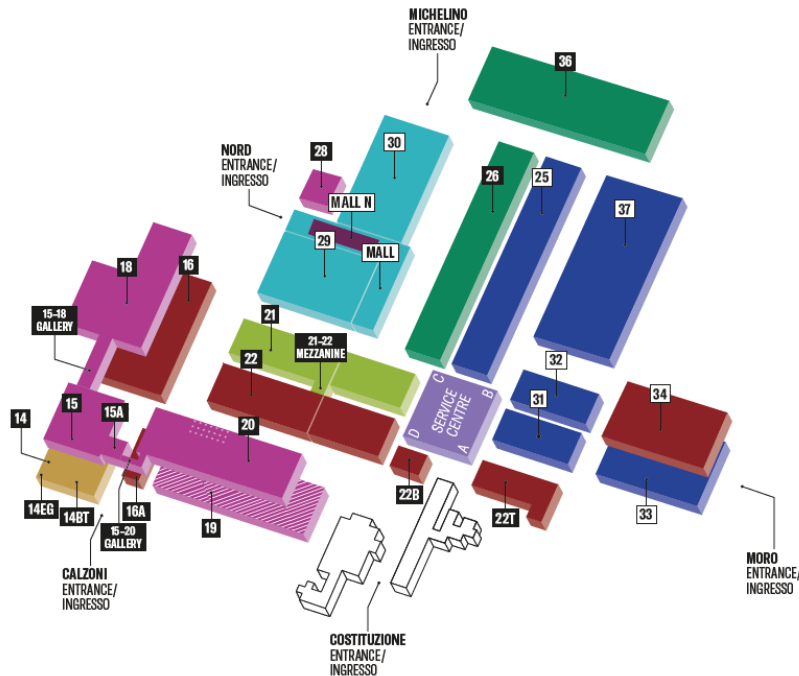 MICHELINO
ENTRANCE/
INGRESSO
36
30
NORD
ENTRANCE/
INGRESSO
28
26
25
37
MALL N
29
MALL
18
16
15-18
GALLERY
21
21-22
MEZZANINE
22
32
C
B
SERVICE
CENTRE
D
A
31
34
15
15A
14
20
14EG
14BT
16A
15-20
GALLERY
19
22B
22T
33
CALZONI
ENTRANCE/
INGRESSO
MORO
ENTRANCE/
INGRESSO
COSTITUZIONE
ENTRANCE/
INGRESSO